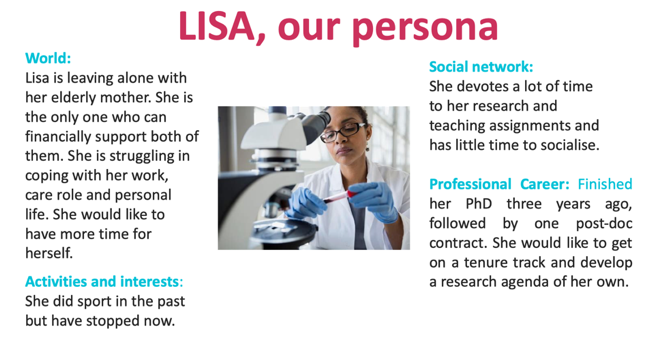 LISA, our persona
World:
Lisa is leaving alone with
her elderly mother. She is
the only one who can
financially support both of
them. She is struggling in
coping with her work,
care role and personal
life. She would like to
have more time for
herself.
Activities and interests:
She did sport in the past
but have stopped now.
Social network:
She devotes a lot of time
to her research and
teaching assignments and
has little time to socialise.
Professional Career: Finished
her PhD three years ago,
followed by one post-doc
contract. She would like to get
on a tenure track and develop
a research agenda of her own.